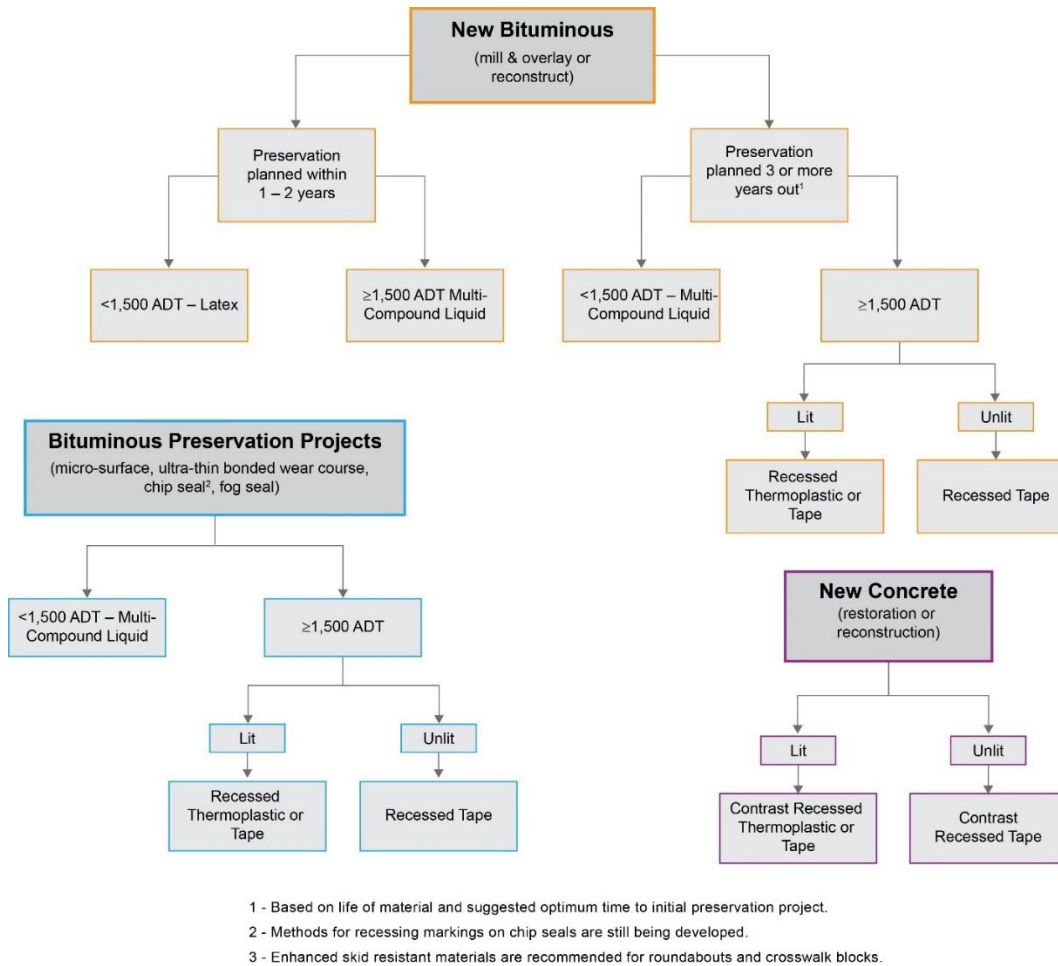 New Bituminous
(mill & overlay or
reconstruct)
Preservation
planned within
1 – 2 years
Preservation
planned 3 or more
years out¹
<1,500 ADT – Latex
≥1,500 ADT Multi-
Compound Liquid
<1,500 ADT – Multi-
Compound Liquid
≥1,500 ADT
Lit
Unlit
Recessed
Thermoplastic or
Tape
Recessed Tape
Bituminous Preservation Projects
(micro-surface, ultra-thin bonded wear course,
chip seal², fog seal)
<1,500 ADT – Multi-
Compound Liquid
≥1,500 ADT
Lit
Unlit
Recessed
Thermoplastic or
Tape
Recessed Tape
New Concrete
(restoration or
reconstruction)
Lit
Unlit
Contrast Recessed
Thermoplastic or
Tape
Contrast
Recessed Tape
1 - Based on life of material and suggested optimum time to initial preservation project.
2 - Methods for recessing markings on chip seals are still being developed.
3 - Enhanced skid resistant materials are recommended for roundabouts and crosswalk blocks.